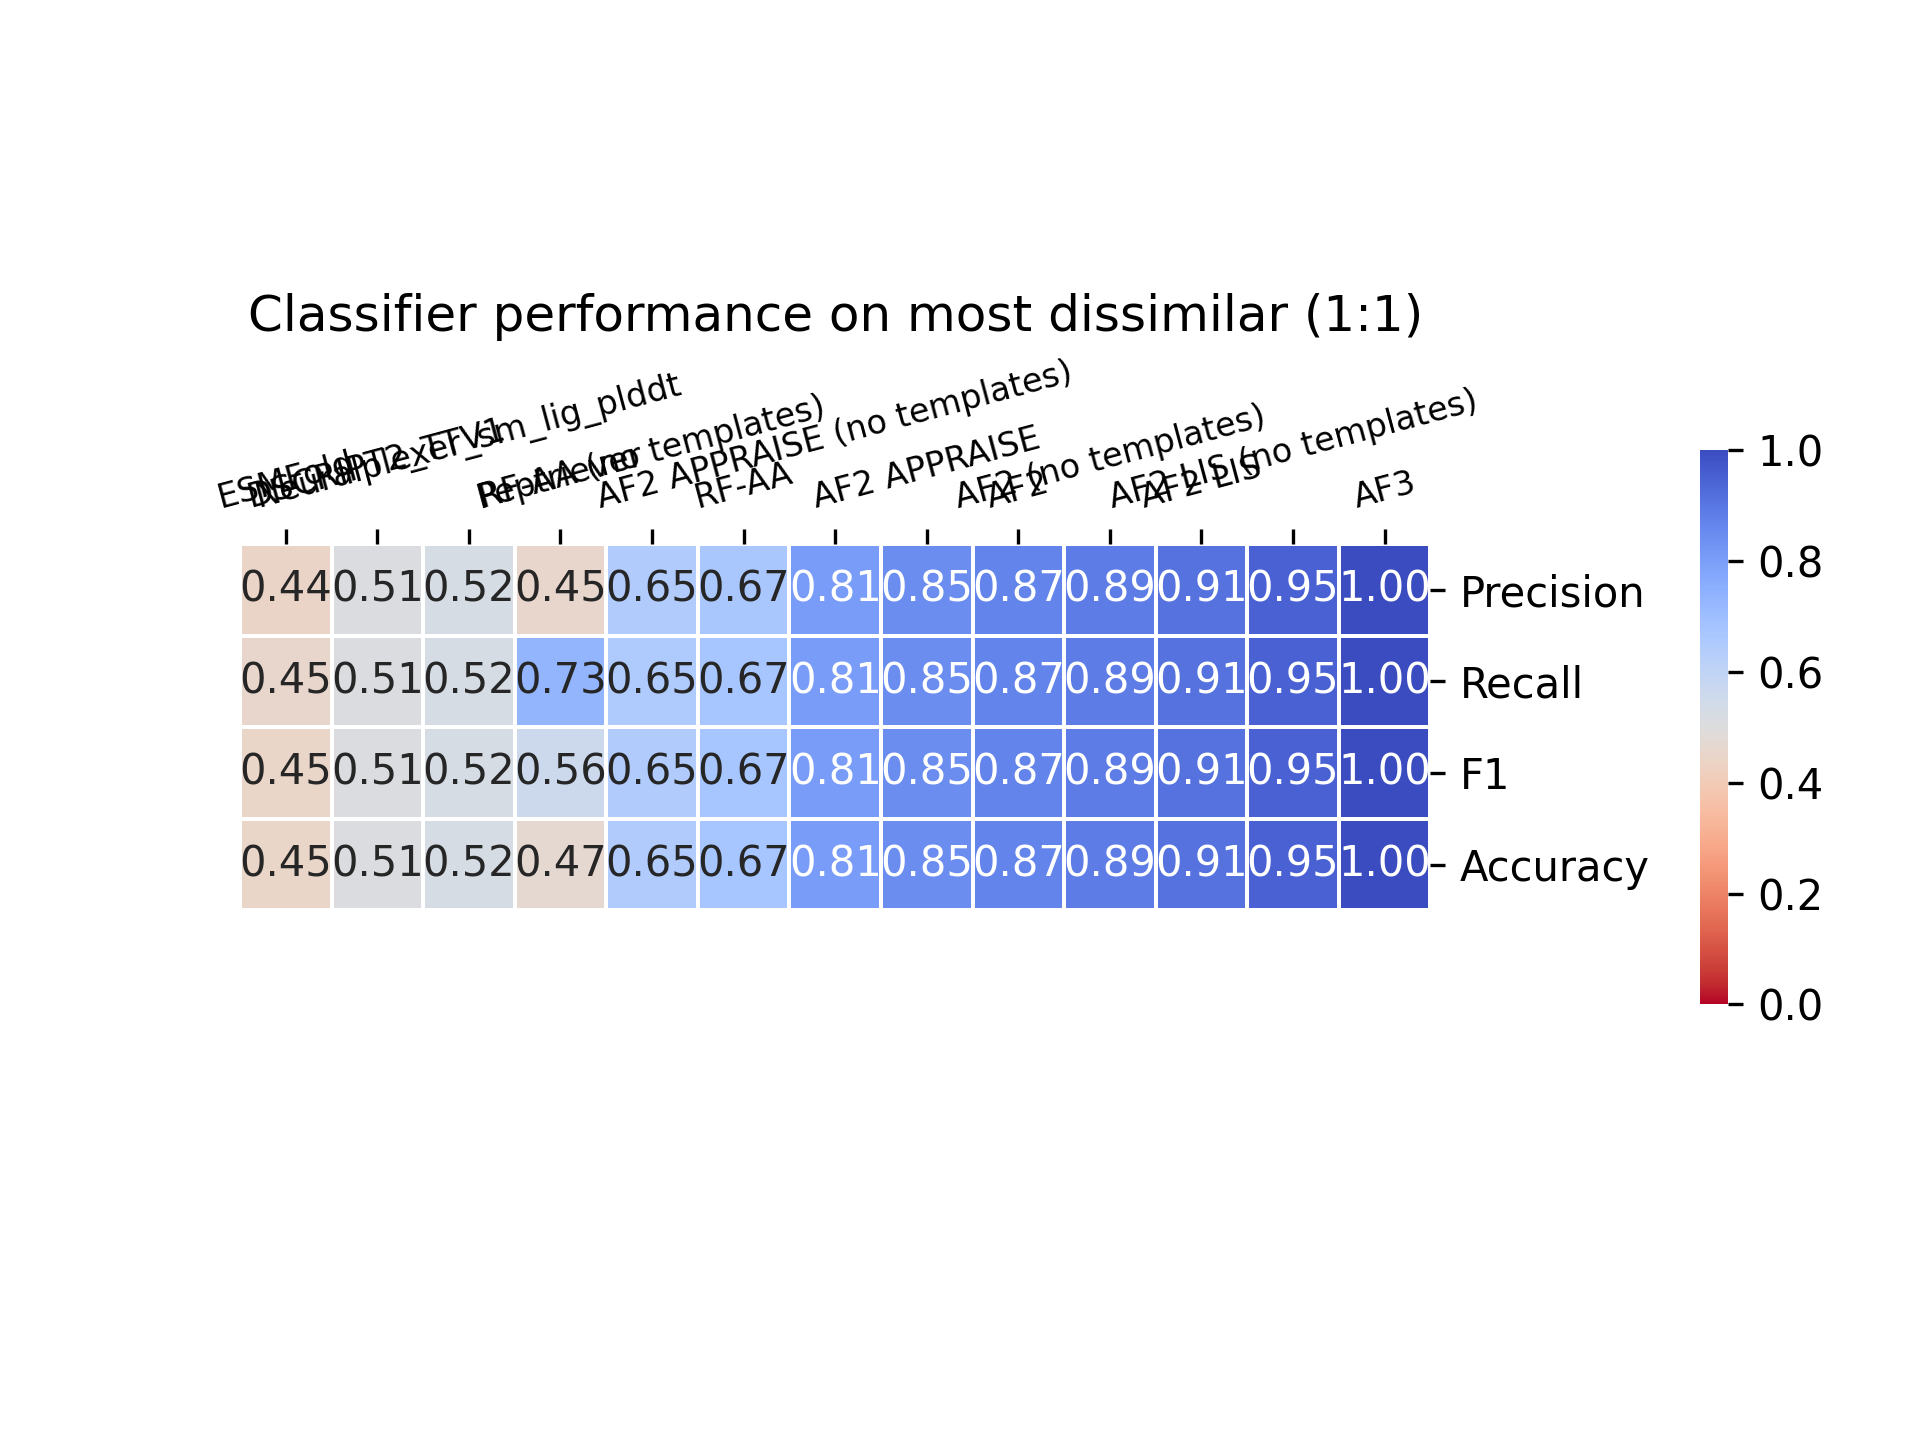 Classifier performance on most dissimilar (1:1)
ESMFold
Neuralplexer_sm_lig_plddt
Peptriever
RF-AA (no templates)
RF-AA
AF2 APPRAISE (no templates)
AF2 APPRAISE
AF2
AF2 (no templates)
AF2 LIS
AF2 LIS (no templates)
AF3
0.44 0.51 0.52 0.45 0.65 0.67 0.81 0.85 0.87 0.89 0.91 0.95 1.00 Precision
0.45 0.51 0.52 0.73 0.65 0.67 0.81 0.85 0.87 0.89 0.91 0.95 1.00 Recall
0.45 0.51 0.52 0.56 0.65 0.67 0.81 0.85 0.87 0.89 0.91 0.95 1.00 F1
0.45 0.51 0.52 0.47 0.65 0.67 0.81 0.85 0.87 0.89 0.91 0.95 1.00 Accuracy
1.0
0.8
0.6
0.4
0.2
0.0